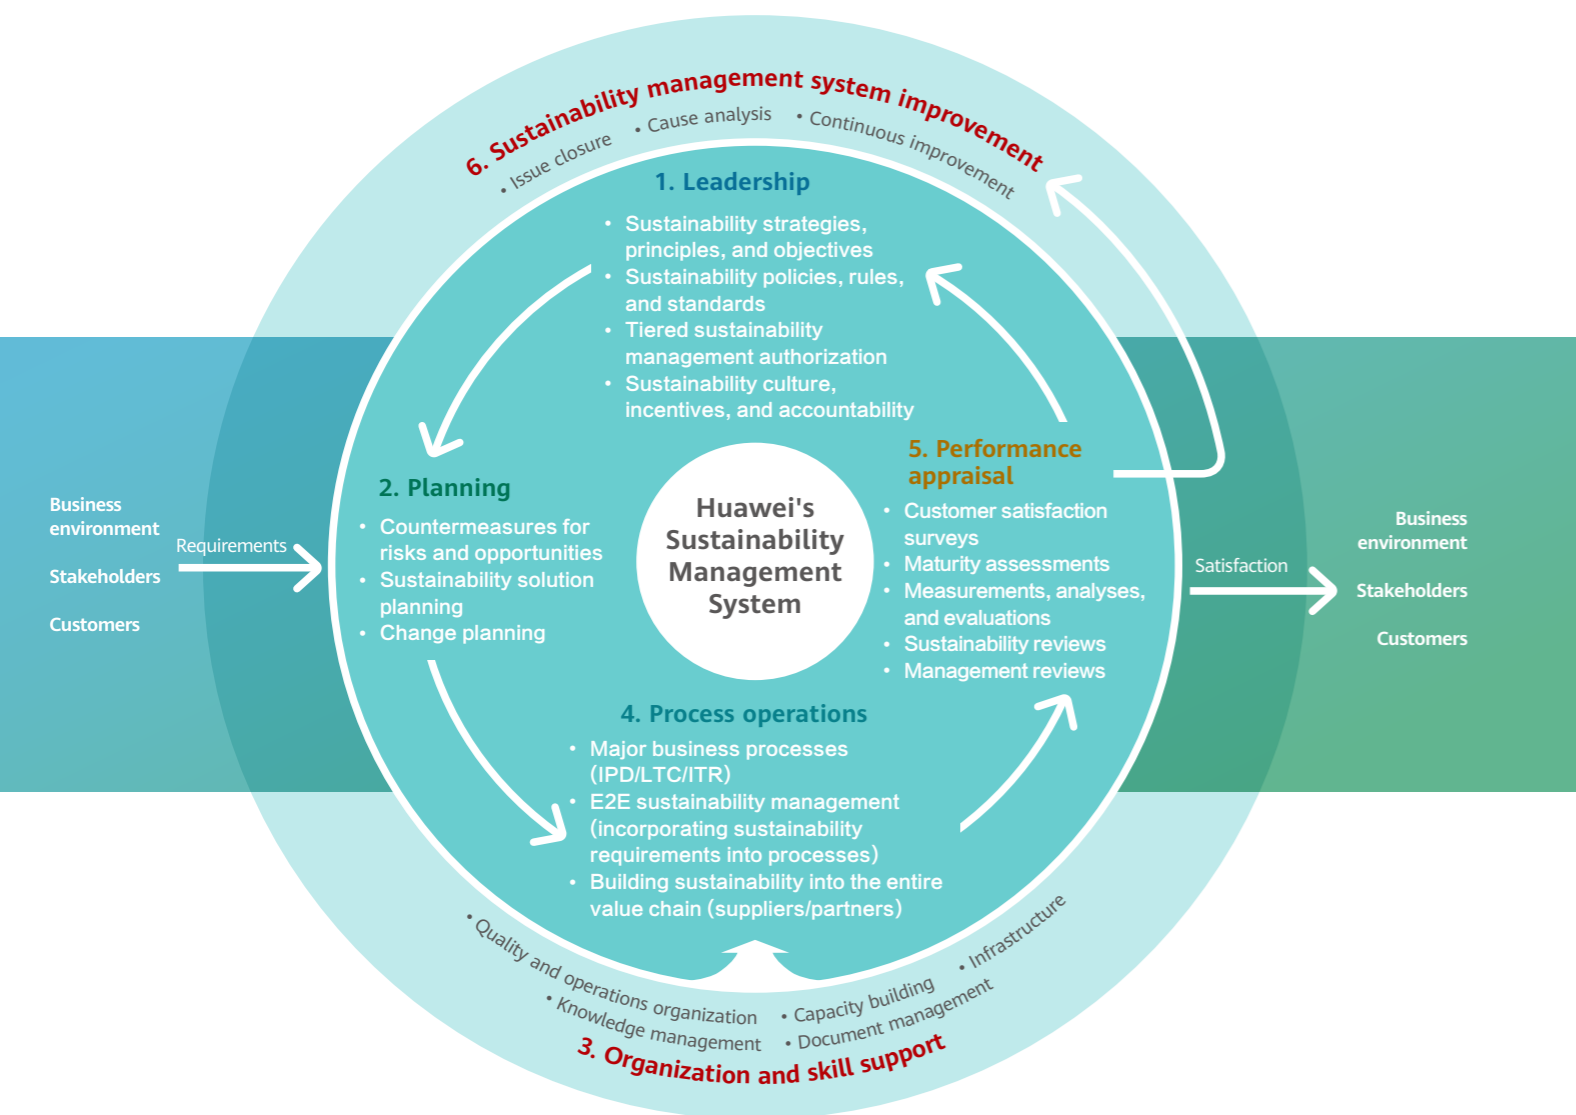 6. Sustainability management system improvement
• Issue closure
• Cause analysis
• Continuous improvement
1. Leadership
• Sustainability strategies,
principles, and objectives
• Sustainability policies, rules,
and standards
• Tiered sustainability
management authorization
• Sustainability culture,
incentives, and accountability
Business
environment
Stakeholders
Customers
Requirements
2. Planning
• Countermeasures for
risks and opportunities
• Sustainability solution
planning
• Change planning
Huawei's
Sustainability
Management
System
5. Performance
appraisal
• Customer satisfaction
surveys
• Maturity assessments
• Measurements, analyses,
and evaluations
• Sustainability reviews
• Management reviews
Satisfaction
Business
environment
Stakeholders
Customers
4. Process operations
• Major business processes
(IPD/LTC/ITR)
• E2E sustainability management
(incorporating sustainability
requirements into processes)
• Building sustainability into the entire
value chain (suppliers/partners)
• Quality and operations organization
• Capacity building
• Infrastructure
• Knowledge management
• Document management
3. Organization and skill support